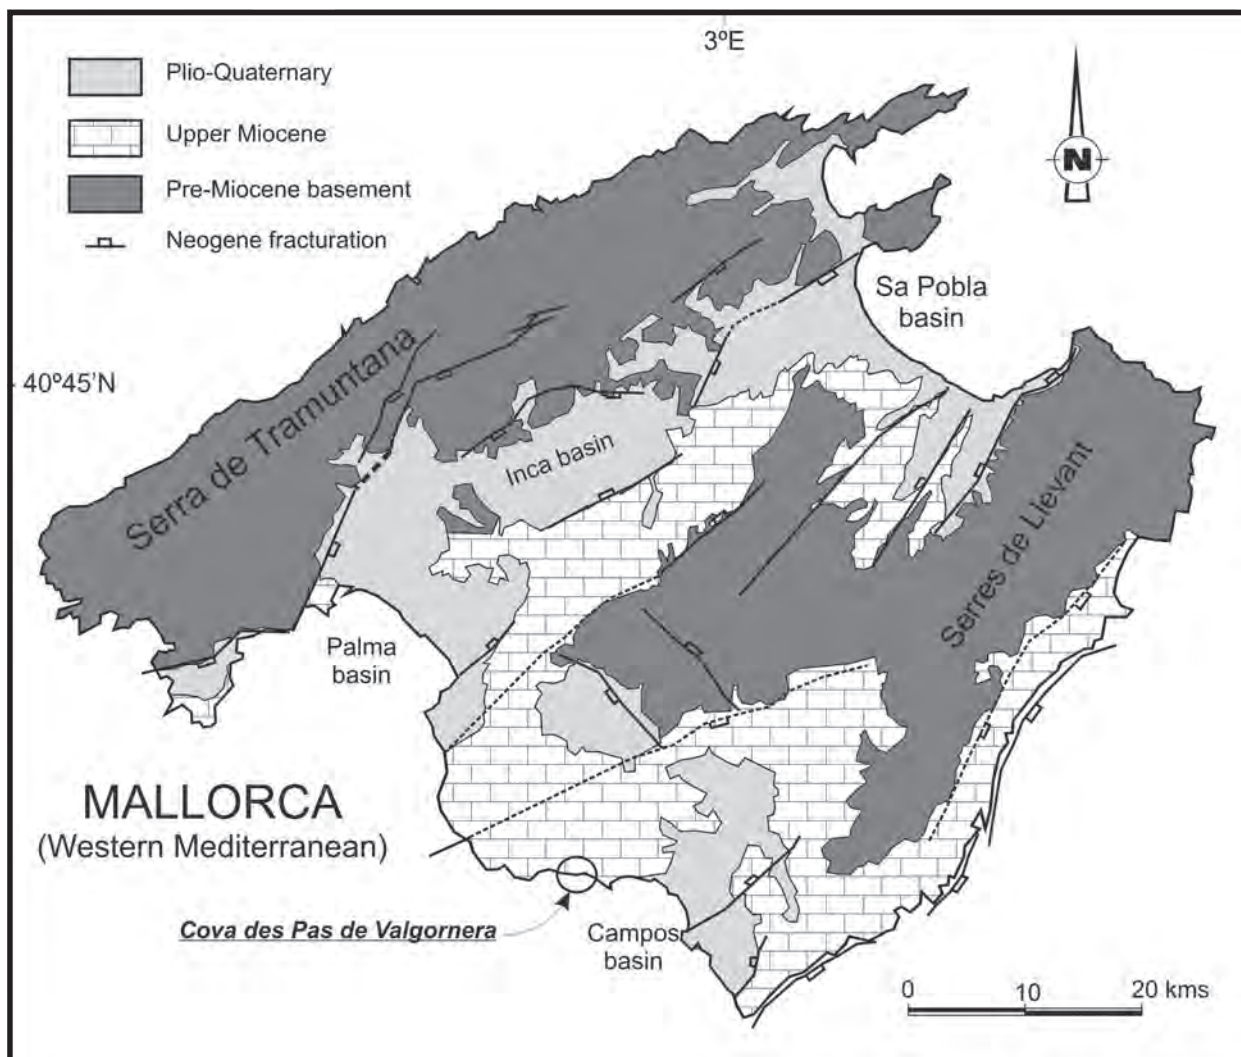 3ºE
Plio-Quaternary
Upper Miocene
Pre-Miocene basement
Neogene fracturation
N
Sa Pobla
basin
40º45'N
Serra de Tramuntana
Inca basin
Serres de Llevant
Palma
basin
MALLORCA
(Western Mediterranean)
Cova des Pas de Valgornera
Campos
basin
0 10 20 kms